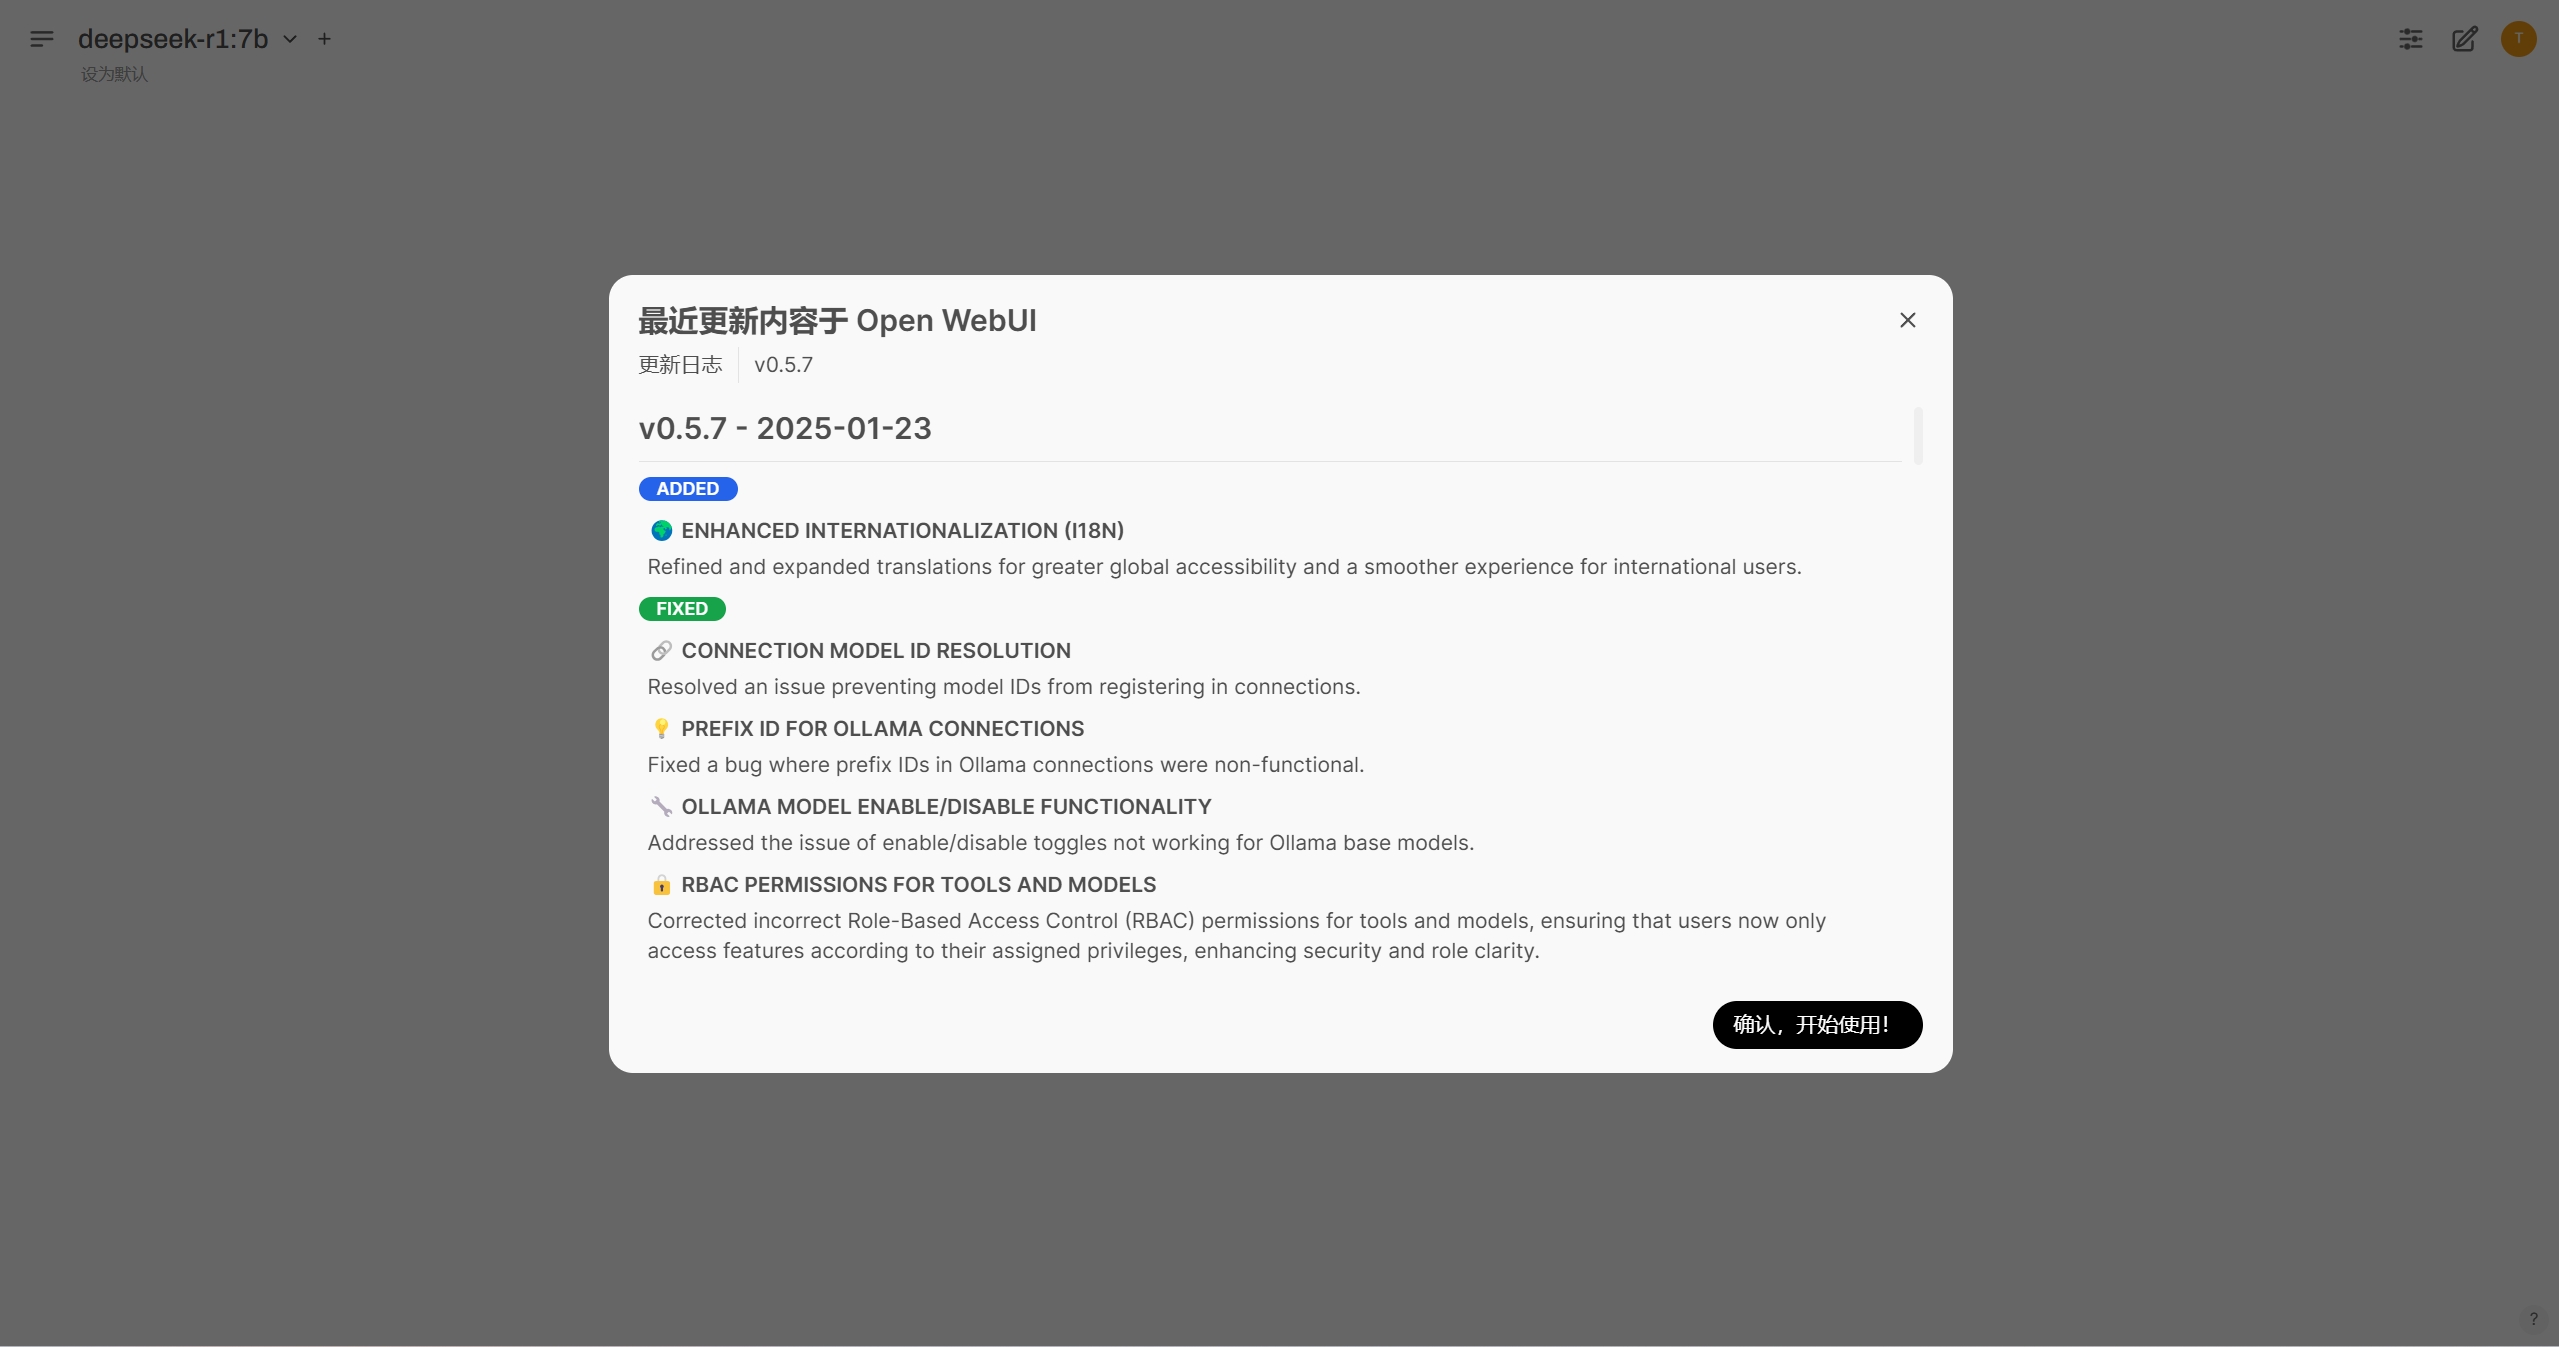 deepseek-r1:7b
设为默认
T
最近更新内容于 Open WebUI
更新日志 v0.5.7
v0.5.7 - 2025-01-23
ADDED
ENHANCED INTERNATIONALIZATION (I18N)
Refined and expanded translations for greater global accessibility and a smoother experience for international users.
FIXED
CONNECTION MODEL ID RESOLUTION
Resolved an issue preventing model IDs from registering in connections.
PREFIX ID FOR OLLAMA CONNECTIONS
Fixed a bug where prefix IDs in Ollama connections were non-functional.
OLLAMA MODEL ENABLE/DISABLE FUNCTIONALITY
Addressed the issue of enable/disable toggles not working for Ollama base models.
RBAC PERMISSIONS FOR TOOLS AND MODELS
Corrected incorrect Role-Based Access Control (RBAC) permissions for tools and models, ensuring that users now only
access features according to their assigned privileges, enhancing security and role clarity.
确认，开始使用！
?